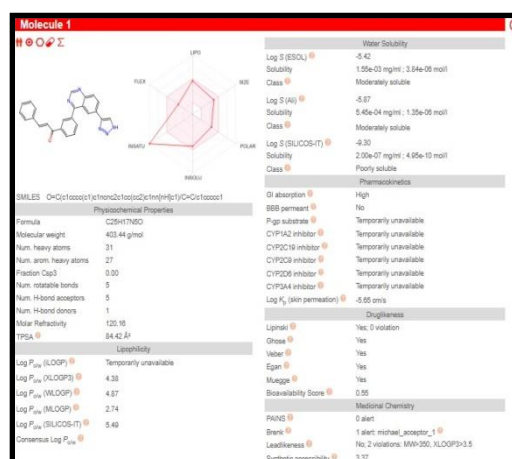 Molecule 1
LIPO
FLEX
SIZE
INSATU
POLAR
INSOLU
SMILES O=C(c1cccc(c1)c1ncnc2c1cc(cc2)c1nn[nH]c1)/C=C/c1ccccc1
Physicochemical Properties
Formula C25H17N5O
Molecular weight 403.44 g/mol
Num. heavy atoms 31
Num. arom. heavy atoms 27
Fraction Csp3 0.00
Num. rotatable bonds 5
Num. H-bond acceptors 5
Num. H-bond donors 1
Molar Refractivity 120.16
TPSA 84.42 Å²
Lipophilicity
Log Po/w (iLOGP) Temporarily unavailable
Log Po/w (XLOGP3) 4.38
Log Po/w (WLOGP) 4.87
Log Po/w (MLOGP) 2.74
Log Po/w (SILICOS-IT) 5.49
Consensus Log Po/w
Water Solubility
Log S (ESOL) -5.42
Solubility 1.55e-03 mg/ml ; 3.84e-06 mol/l
Class Moderately soluble
Log S (Ali) -5.87
Solubility 5.45e-04 mg/ml ; 1.35e-06 mol/l
Class Moderately soluble
Log S (SILICOS-IT) -9.30
Solubility 2.00e-07 mg/ml ; 4.95e-10 mol/l
Class Poorly soluble
Pharmacokinetics
GI absorption High
BBB permeant No
P-gp substrate Temporarily unavailable
CYP1A2 inhibitor Temporarily unavailable
CYP2C19 inhibitor Temporarily unavailable
CYP2C9 inhibitor Temporarily unavailable
CYP2D6 inhibitor Temporarily unavailable
CYP3A4 inhibitor Temporarily unavailable
Log Kp (skin permeation) -5.65 cm/s
Druglikeness
Lipinski Yes; 0 violation
Ghose Yes
Veber Yes
Egan Yes
Muegge Yes
Bioavailability Score 0.55
Medicinal Chemistry
PAINS 0 alert
Brenk 1 alert: michael_acceptor_1
Leadlikeness No; 2 violations: MW>350, XLOGP3>3.5
Synthetic accessibility 3.37